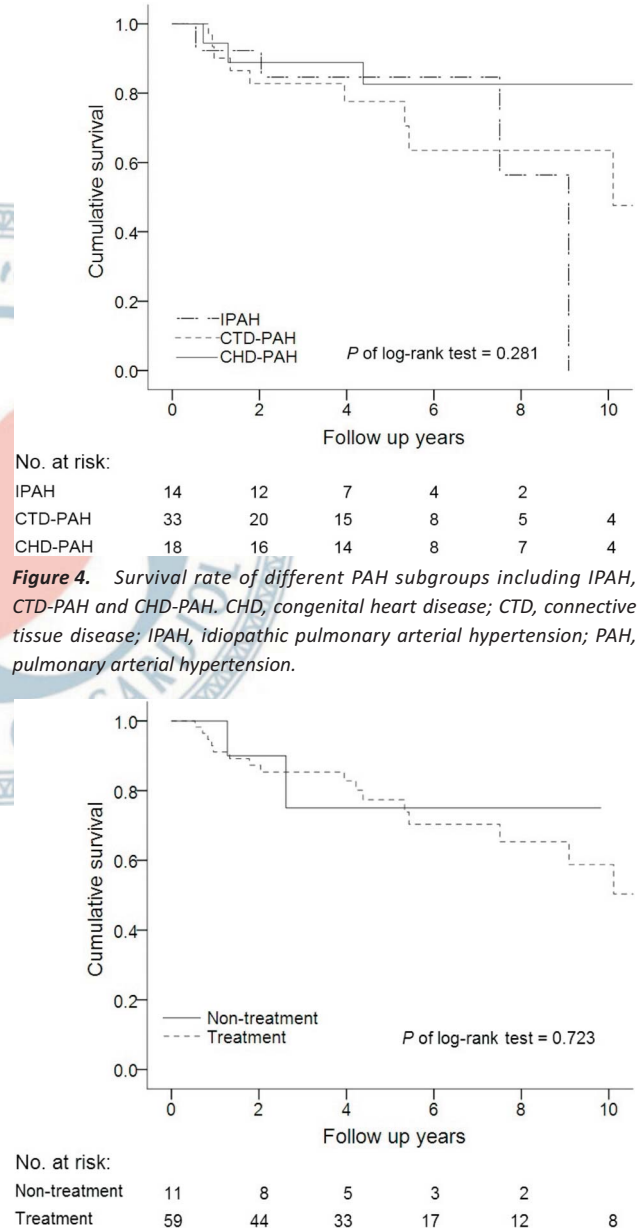 1.0
0.8
0.6
0.4
0.2
0.0
Cumulative survival
IPAH
CTD-PAH
CHD-PAH
P of log-rank test = 0.281
0 2 4 6 8 10
Follow up years
No. at risk:
IPAH 14 12 7 4 2
CTD-PAH 33 20 15 8 5 4
CHD-PAH 18 16 14 8 7 4
Figure 4. Survival rate of different PAH subgroups including IPAH,
CTD-PAH and CHD-PAH. CHD, congenital heart disease; CTD, connective
tissue disease; IPAH, idiopathic pulmonary arterial hypertension; PAH,
pulmonary arterial hypertension.
1.0
0.8
0.6
0.4
0.2
0.0
Cumulative survival
Non-treatment
Treatment
P of log-rank test = 0.723
0 2 4 6 8 10
Follow up years
No. at risk:
Non-treatment 11 8 5 3 2
Treatment 59 44 33 17 12 8